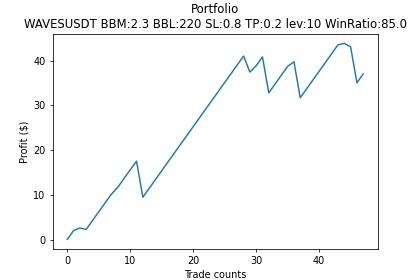 Portfolio
WAVESUSDT BBM:2.3 BBL:220 SL:0.8 TP:0.2 lev:10 WinRatio:85.0
Profit ($)
40
30
20
10
0
0 10 20 30 40
Trade counts